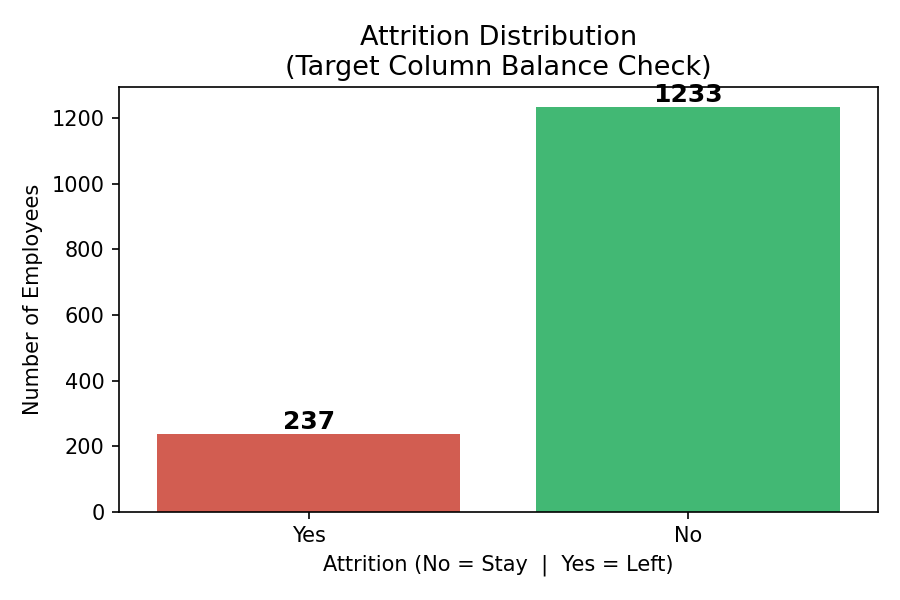 Attrition Distribution
(Target Column Balance Check)
1233
237
Number of Employees
1200
1000
800
600
400
200
0
Yes
No
Attrition (No = Stay  |  Yes = Left)